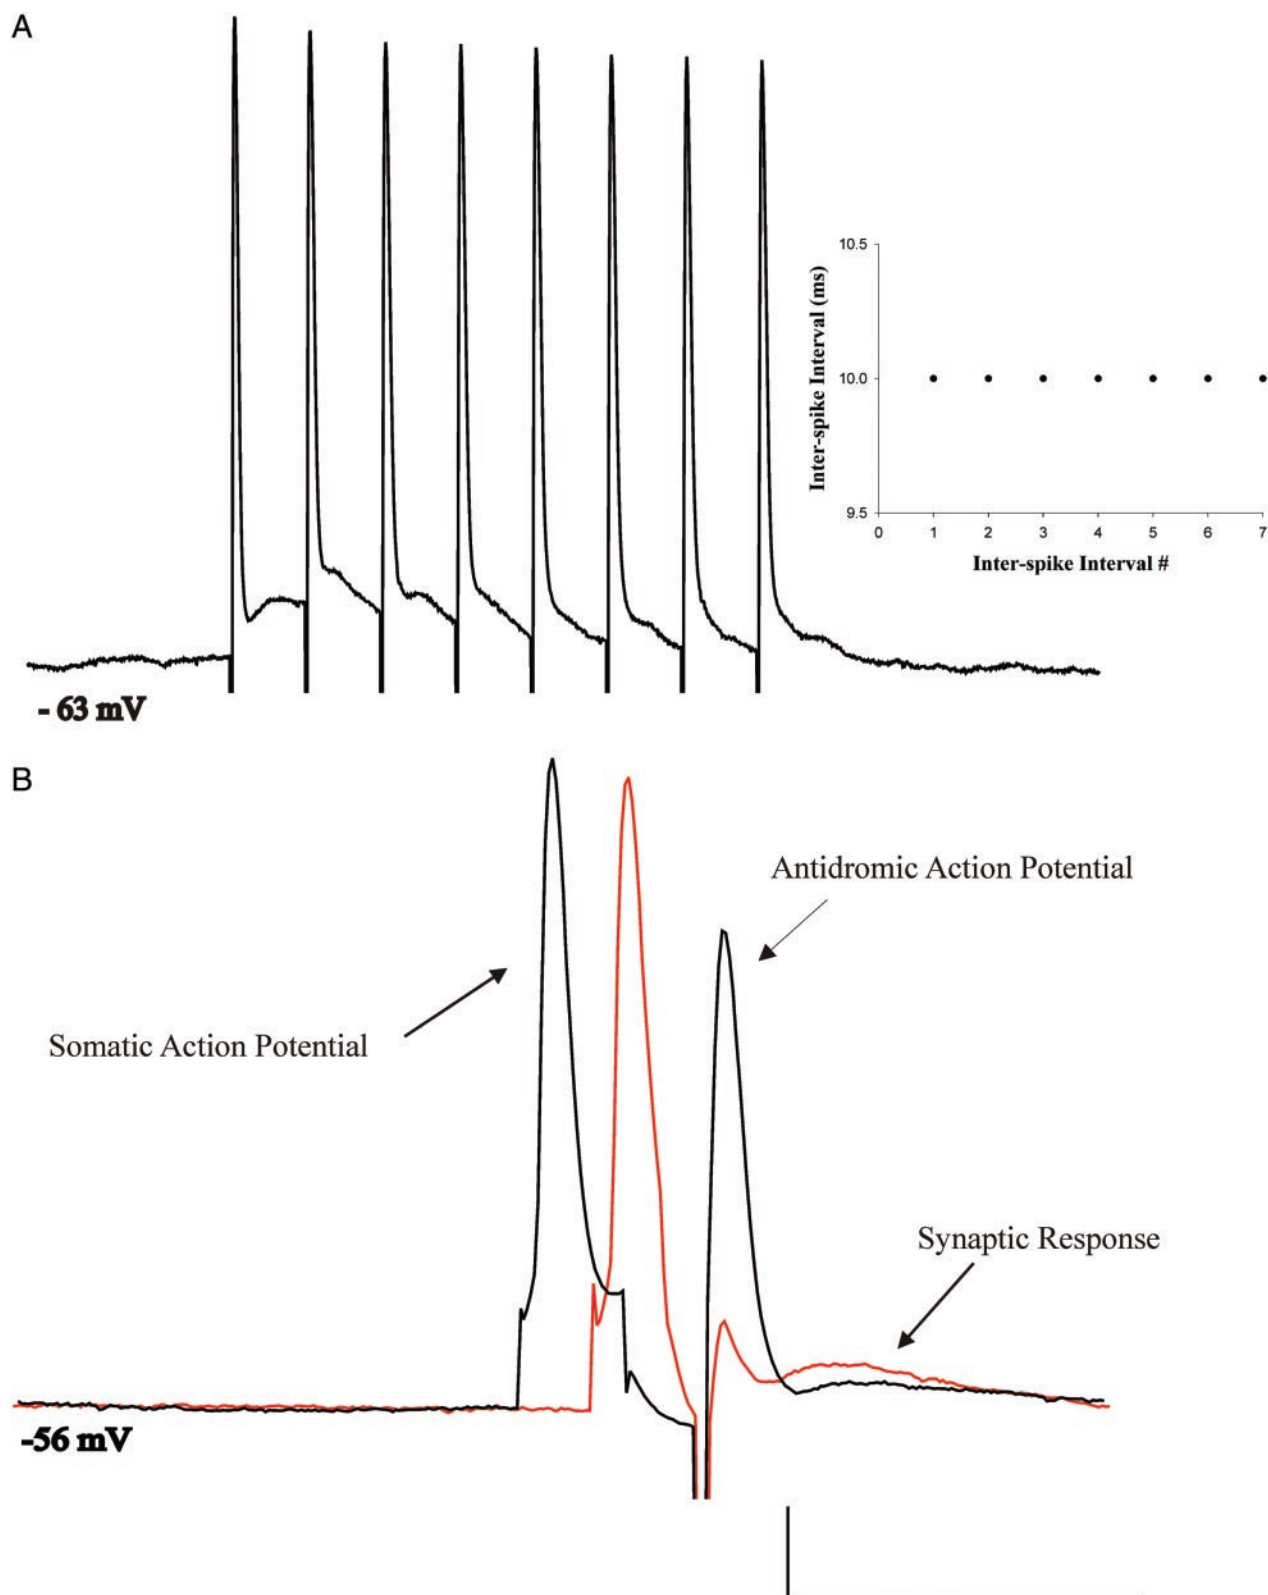 A
10.5
10.0
9.5
Inter-spike Interval (ms)
0 1 2 3 4 5 6 7
Inter-spike Interval #
- 63 mV
B
Antidromic Action Potential
Somatic Action Potential
Synaptic Response
-56 mV